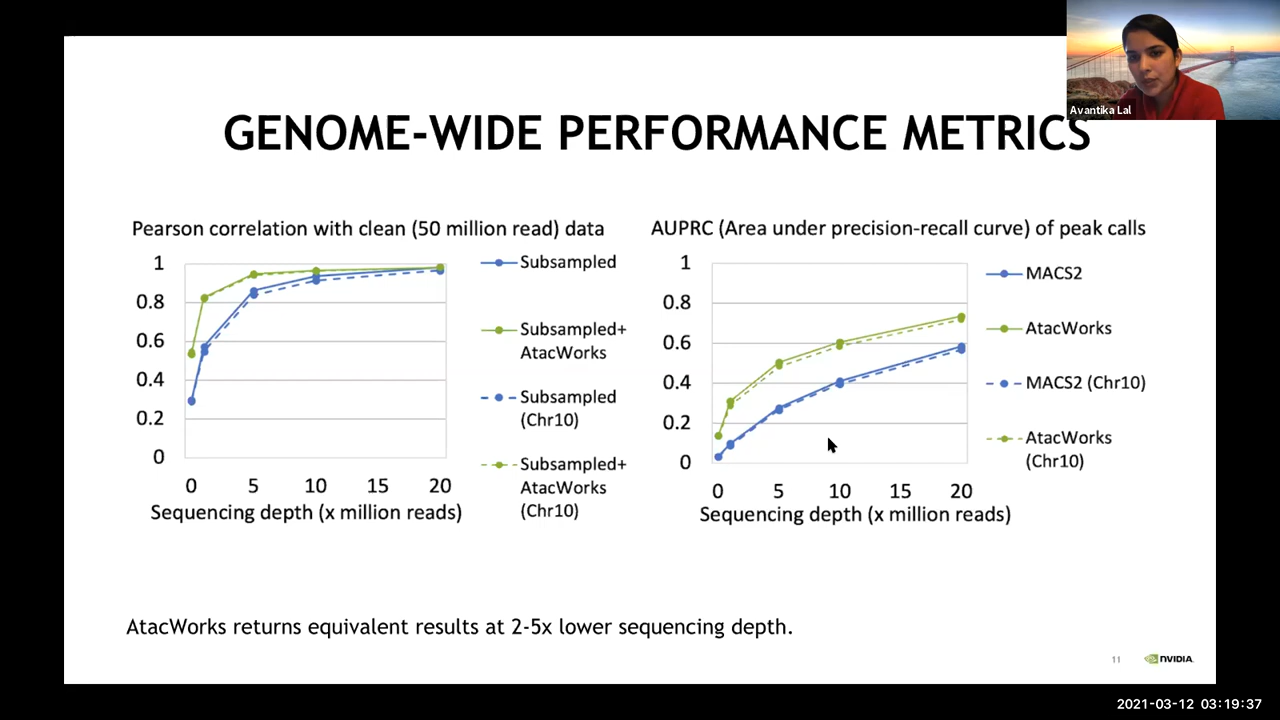 Avantika Lal
GENOME-WIDE PERFORMANCE METRICS
Pearson correlation with clean (50 million read) data
1
0.8
0.6
0.4
0.2
0
0 5 10 15 20
Sequencing depth (x million reads)
Subsampled
Subsampled+
AtacWorks
Subsampled
(Chr10)
Subsampled+
AtacWorks
(Chr10)
AUPRC (Area under precision-recall curve) of peak calls
1
0.8
0.6
0.4
0.2
0
0 5 10 15 20
Sequencing depth (x million reads)
MACS2
AtacWorks
MACS2 (Chr10)
AtacWorks
(Chr10)
AtacWorks returns equivalent results at 2-5x lower sequencing depth.
11
NVIDIA.
2021-03-12 03:19:37